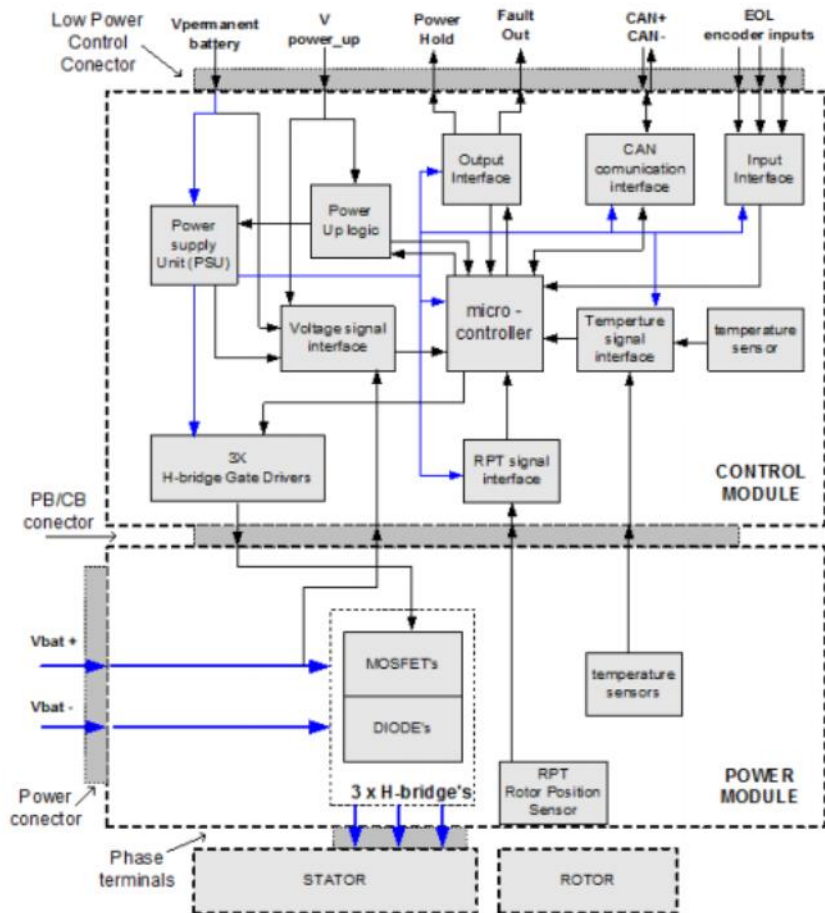 Low Power
Control
Conector
Vpermanent
battery
V
power_up
Power
Hold
Fault
Out
CAN+
CAN-
EOL
encoder inputs
Output
Interface
CAN
comunication
interface
Input
Interface
Power
supply
Unit (PSU)
Power
Up logic
Voltage signal
interface
micro -
controller
Temperture
signal
interface
temperature
sensor
3X
H-bridge Gate Drivers
RPT signal
interface
CONTROL
MODULE
PB/CB
conector
Vbat +
Vbat -
MOSFET's
DIODE's
temperature
sensors
3 x H-bridge's
RPT
Rotor Position
Sensor
POWER
MODULE
Power
conector
Phase
terminals
STATOR
ROTOR